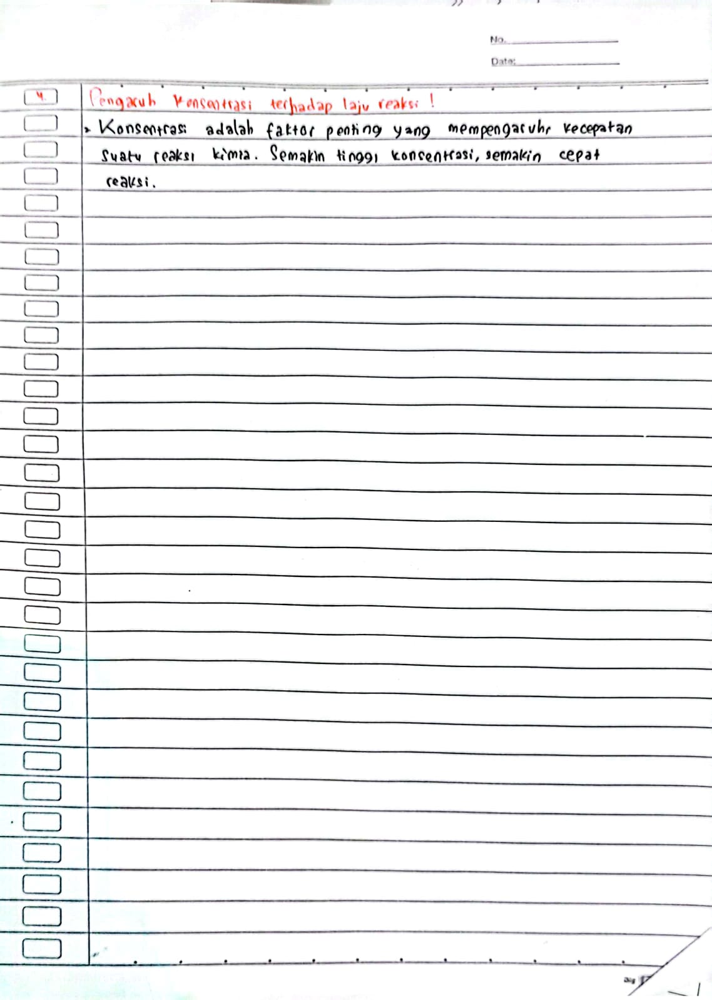 No.
Date:
4. Pengaruh Konsentrasi terhadap laju reaksi !
Konsentrasi adalah faktor penting yang mempengaruhi kecepatan
suatu reaksi kimia. Semakin tinggi konsentrasi, semakin cepat
reaksi.